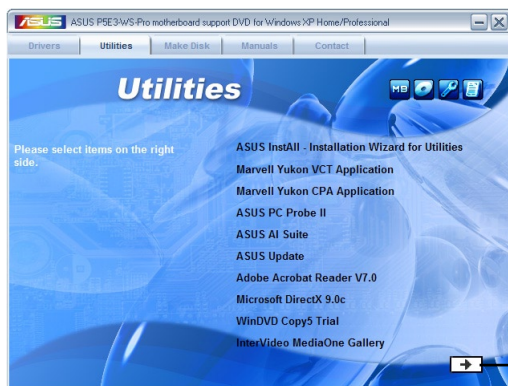 ASUS ASUS P5E3-WS-Pro motherboard support DVD for Windows XP Home/Professional
Drivers Utilities Make Disk Manuals Contact
Utilities
MB
Please select items on the right
side.
ASUS InstAll - Installation Wizard for Utilities
Marvell Yukon VCT Application
Marvell Yukon CPA Application
ASUS PC Probe II
ASUS AI Suite
ASUS Update
Adobe Acrobat Reader V7.0
Microsoft DirectX 9.0c
WinDVD Copy5 Trial
InterVideo MediaOne Gallery